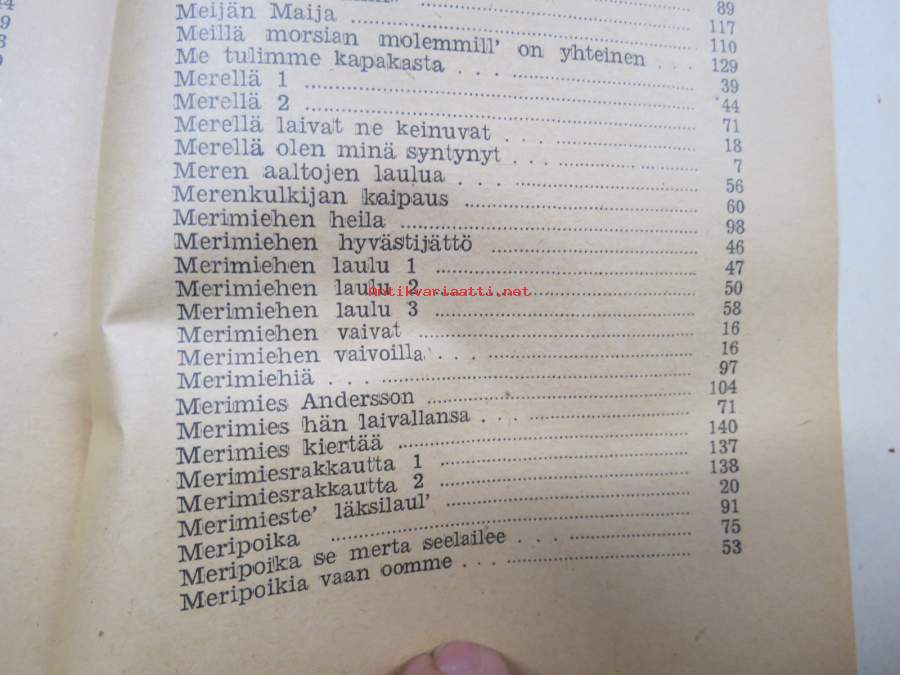 89
117
Meijän Maija 110
Meillä morsian molemmill' on yhteinen . . . 129
Me tulimme kapakasta . . . 39
Merellä 1 44
Merellä 2 71
Merellä laivat ne keinuvat . . . 18
Merellä olen minä syntynyt . . . 7
Meren aaltojen laulua . . . 56
Merenkulkijan kaipaus 60
Merimiehen heila 98
Merimiehen hyvästijättö 46
Merimiehen laulu 1 47
Merimiehen laulu 2 50
Antikvariaatti.net
Merimiehen laulu 3 58
Merimiehen vaivat 16
Merimiehen vaivoilla . . . 16
Merimiehiä . . . 97
Merimies Andersson 104
Merimies hän laivallansa . . . 71
Merimies kiertää 140
Merimiesrakkautta 1 137
Merimiesrakkautta 2 138
Merimieste' läksilaul' 20
Meripoika 91
Meripoika se merta seelailee . . . 75
Meripoikia vaan oomme . . . 53